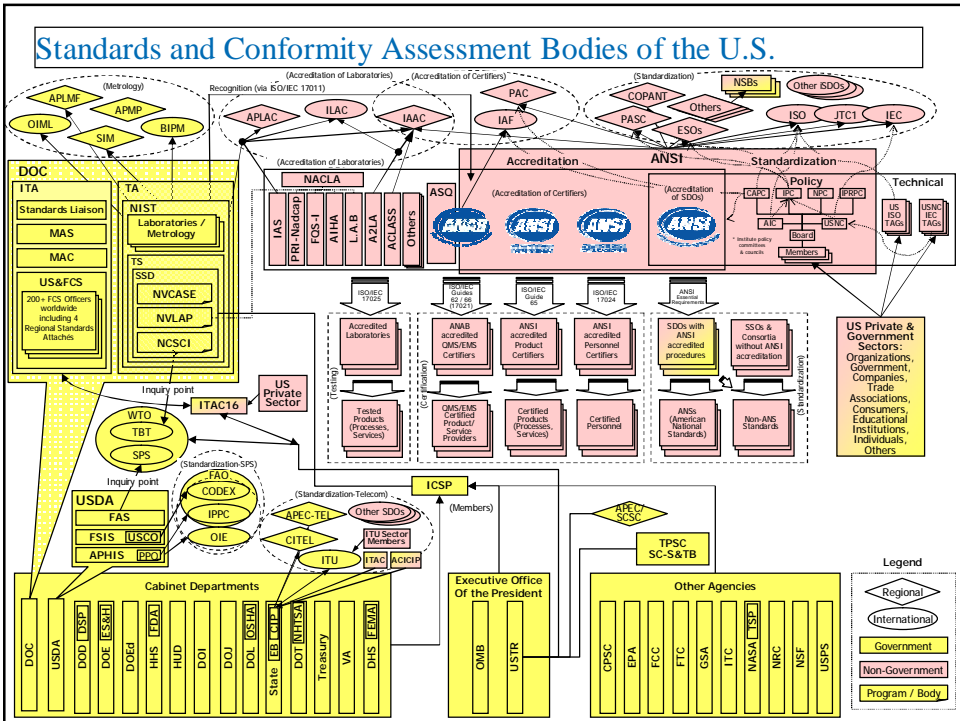 Standards and Conformity Assessment Bodies of the U.S.
(Metrology)
APLMF
APMP
OIML
SIM
BIPM
(Accreditation of Laboratories)
Recognition (via ISO/IEC 17011)
APLAC
ILAC
IAAC
(Accreditation of Certifiers)
PAC
IAF
(Standardization)
COPANT
PASC
Others
ESOs
NSBs
Other ISDOs
ISO
JTC1
IEC
DOC
ITA
Standards Liaison
MAS
MAC
US&FCS
200+ FCS Officers
worldwide
including 4
Regional Standards
Attachés
TA
NIST
Laboratories /
Metrology
TS
SSD
NVCASE
NVLAP
NCSCI
(Accreditation of Laboratories)
NACLA
IAS
PRI-Nadcap
FQS-I
AIHA
L.A.B
A2LA
ACLASS
Others
ASQ
Accreditation
ANSI
Standardization
(Accreditation of Certifiers)
ANAB
ANSI
ANSI
(Accreditation
of SDOs)
ANSI
Policy
CAPC
IPC
NPC
IPRPC
AIC
USNC
Board
Members
* Institute policy
committees
& councils
Technical
US
ISO
TAGs
USNC
IEC
TAGs
ISO/IEC
17025
ISO/IEC
Guides
62 / 66
(17021)
ISO/IEC
Guide
65
ISO/IEC
17024
ANSI
Essential
Requirements
(Testing)
Accredited
Laboratories
Tested
Products
(Processes,
Services)
(Certification)
ANAB
accredited
QMS/EMS
Certifiers
QMS/EMS
Certified
Product/
Service
Providers
ANSI
accredited
Product
Certifiers
Certified
Products
(Processes,
Services)
ANSI
accredited
Personnel
Certifiers
Certified
Personnel
SDOs with
ANSI
accredited
procedures
ANSs
(American
National
Standards)
SSOs &
Consortia
without ANSI
accreditation
Non-ANS
Standards
(Standardization)
US Private &
Government
Sectors:
Organizations,
Government,
Companies,
Trade
Associations,
Consumers,
Educational
Institutions,
Individuals,
Others
Inquiry point
ITAC16
US
Private
Sector
WTO
TBT
SPS
Inquiry point
(Standardization-SPS)
FAO
CODEX
IPPC
OIE
USDA
FAS
FSIS
USCO
APHIS
PPQ
(Standardization-Telecom)
APEC-TEL
Other SDOs
CITEL
ITU Sector
Members
ITU
ITAC
ACICIP
ICSP
(Members)
APEC/
SCSC
TPSC
SC-S&TB
Cabinet Departments
DOC
USDA
DOD
DSP
DOE
ES&H
DOEd
HHS
FDA
HUD
DOI
DOJ
DOL
OSHA
State
EB
CIP
DOT
NHTSA
Treasury
VA
DHS
FEMA
Executive Office
Of the President
OMB
USTR
Other Agencies
CPSC
EPA
FCC
FTC
GSA
ITC
NASA
TSP
NRC
NSF
USPS
Legend
Regional
International
Government
Non-Government
Program / Body